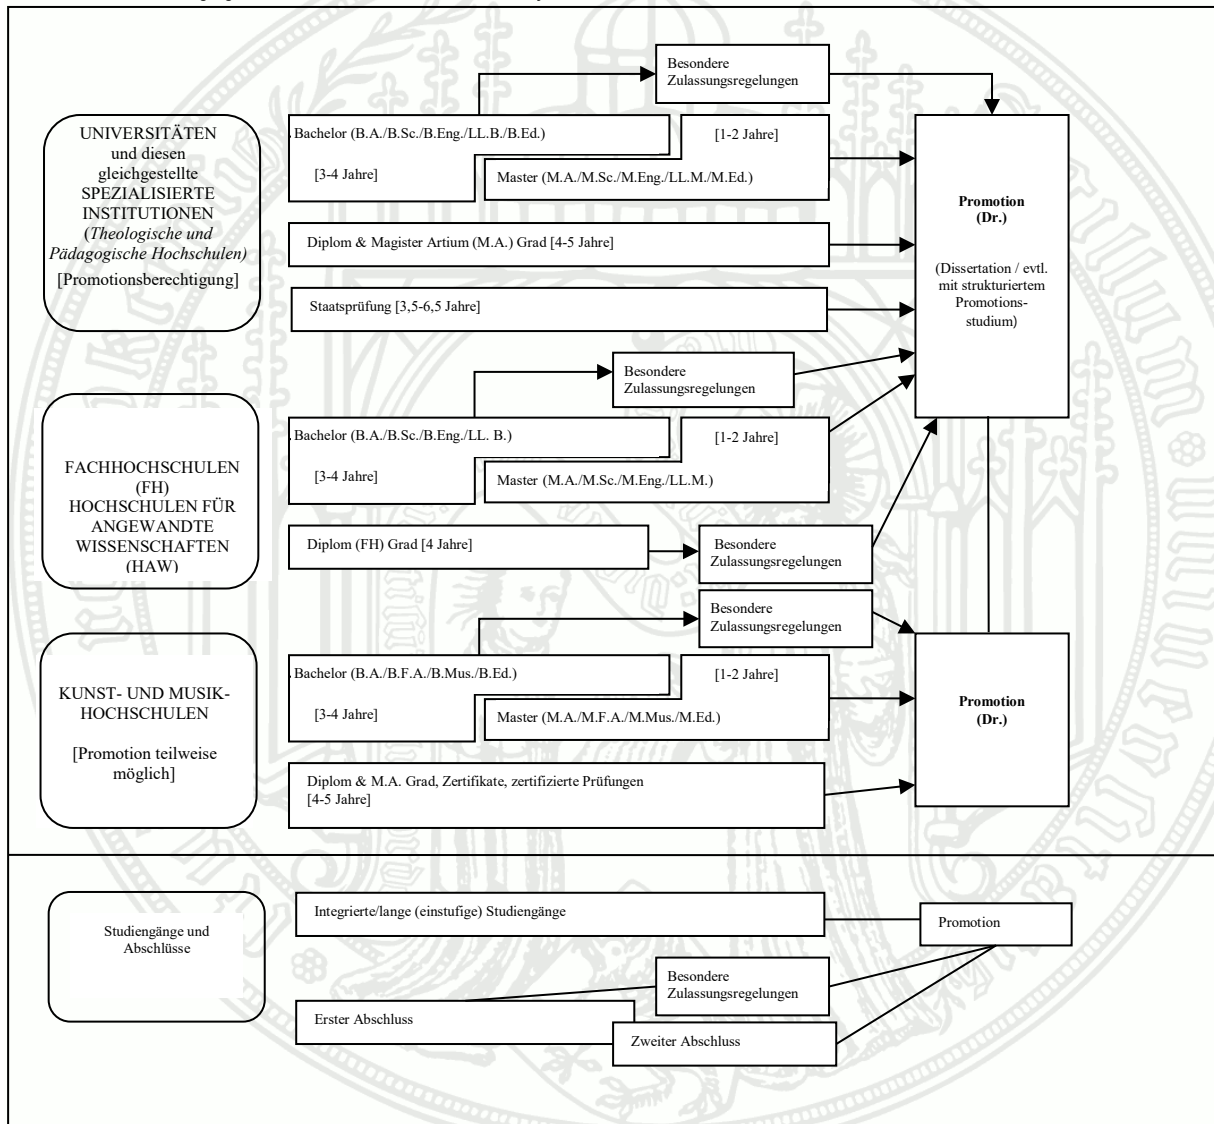 Besondere
Zulassungsregelungen
UNIVERSITÄTEN
und diesen
gleichgestellte
SPEZIALISIERTE
INSTITUTIONEN
(Theologische und
Pädagogische Hochschulen)
[Promotionsberechtigung]
Bachelor (B.A./B.Sc./B.Eng./LL.B./B.Ed.)
[3-4 Jahre]
[1-2 Jahre]
Master (M.A./M.Sc./M.Eng./LL.M./M.Ed.)
Diplom & Magister Artium (M.A.) Grad [4-5 Jahre]
Staatsprüfung [3,5-6,5 Jahre]
Promotion
(Dr.)
(Dissertation / evtl.
mit strukturiertem
Promotions-
studium)
FACHHOCHSCHULEN
(FH)
HOCHSCHULEN FÜR
ANGEWANDTE
WISSENSCHAFTEN
(HAW)
Besondere
Zulassungsregelungen
Bachelor (B.A./B.Sc./B.Eng./LL. B.)
[3-4 Jahre]
[1-2 Jahre]
Master (M.A./M.Sc./M.Eng./LL.M.)
Diplom (FH) Grad [4 Jahre]
Besondere
Zulassungsregelungen
KUNST- UND MUSIK-
HOCHSCHULEN
[Promotion teilweise
möglich]
Besondere
Zulassungsregelungen
Bachelor (B.A./B.F.A./B.Mus./B.Ed.)
[3-4 Jahre]
[1-2 Jahre]
Master (M.A./M.F.A./M.Mus./M.Ed.)
Diplom & M.A. Grad, Zertifikate, zertifizierte Prüfungen
[4-5 Jahre]
Promotion
(Dr.)
Studiengänge und
Abschlüsse
Integrierte/lange (einstufige) Studiengänge
Promotion
Besondere
Zulassungsregelungen
Erster Abschluss
Zweiter Abschluss